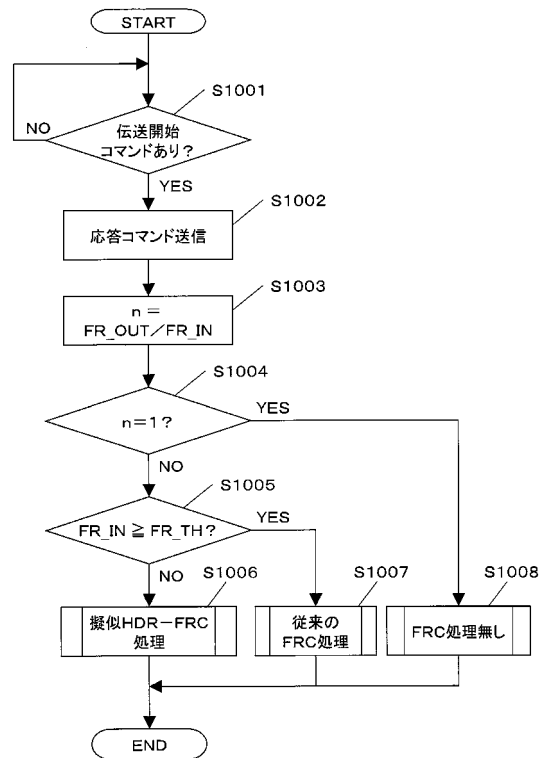 START
S1001
NO
伝送開始
コマンドあり？
YES
S1002
応答コマンド送信
S1003
n＝
FR_OUT／FR_IN
S1004
n＝1？
YES
NO
S1005
FR_IN ≧ FR_TH？
YES
NO
S1006
S1007
S1008
擬似HDR－FRC
処理
従来の
FRC処理
FRC処理無し
END